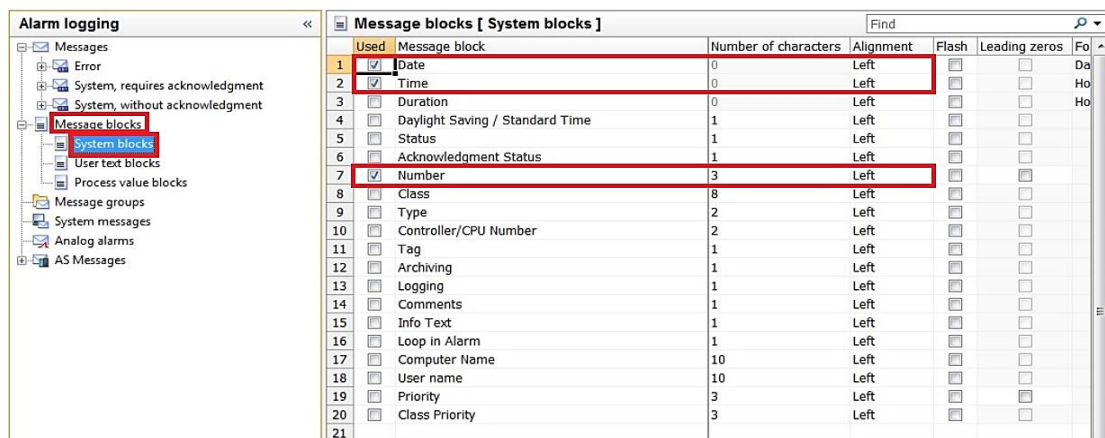 Alarm logging «
Messages
Error
System, requires acknowledgment
System, without acknowledgment
Message blocks
System blocks
User text blocks
Process value blocks
Message groups
System messages
Analog alarms
AS Messages
Message blocks [ System blocks ] Find
Used Message block Number of characters Alignment Flash Leading zeros Fo
1 Date 0 Left Da
2 Time 0 Left Ho
3 Duration 0 Left Ho
4 Daylight Saving / Standard Time 1 Left
5 Status 1 Left
6 Acknowledgment Status 1 Left
7 Number 3 Left
8 Class 8 Left
9 Type 2 Left
10 Controller/CPU Number 2 Left
11 Tag 1 Left
12 Archiving 1 Left
13 Logging 1 Left
14 Comments 1 Left
15 Info Text 1 Left
16 Loop in Alarm 1 Left
17 Computer Name 10 Left
18 User name 10 Left
19 Priority 3 Left
20 Class Priority 3 Left
21